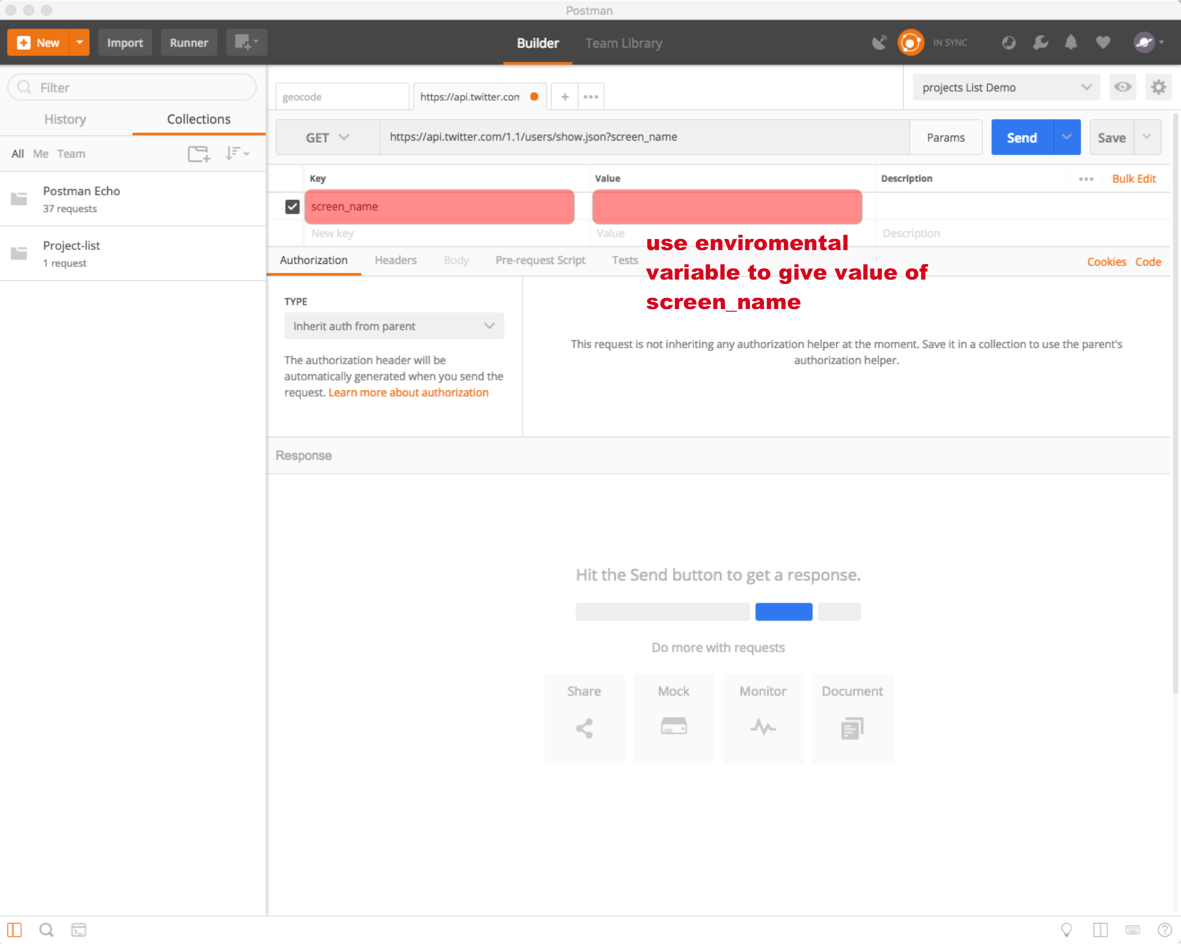 Postman
New
Import
Runner
Builder
Team Library
IN SYNC
Filter
History
Collections
All Me Team
Postman Echo
37 requests
Project-list
1 request
geocode
https://api.twitter.com
projects List Demo
GET
https://api.twitter.com/1.1/users/show.json?screen_name
Params
Send
Save
Key
Value
Description
Bulk Edit
screen_name
New key
Value
Description
use enviromental
variable to give value of
screen_name
Authorization
Headers
Body
Pre-request Script
Tests
Cookies
Code
TYPE
Inherit auth from parent
The authorization header will be
automatically generated when you send the
request. Learn more about authorization
This request is not inheriting any authorization helper at the moment. Save it in a collection to use the parent's
authorization helper.
Response
Hit the Send button to get a response.
Do more with requests
Share
Mock
Monitor
Document